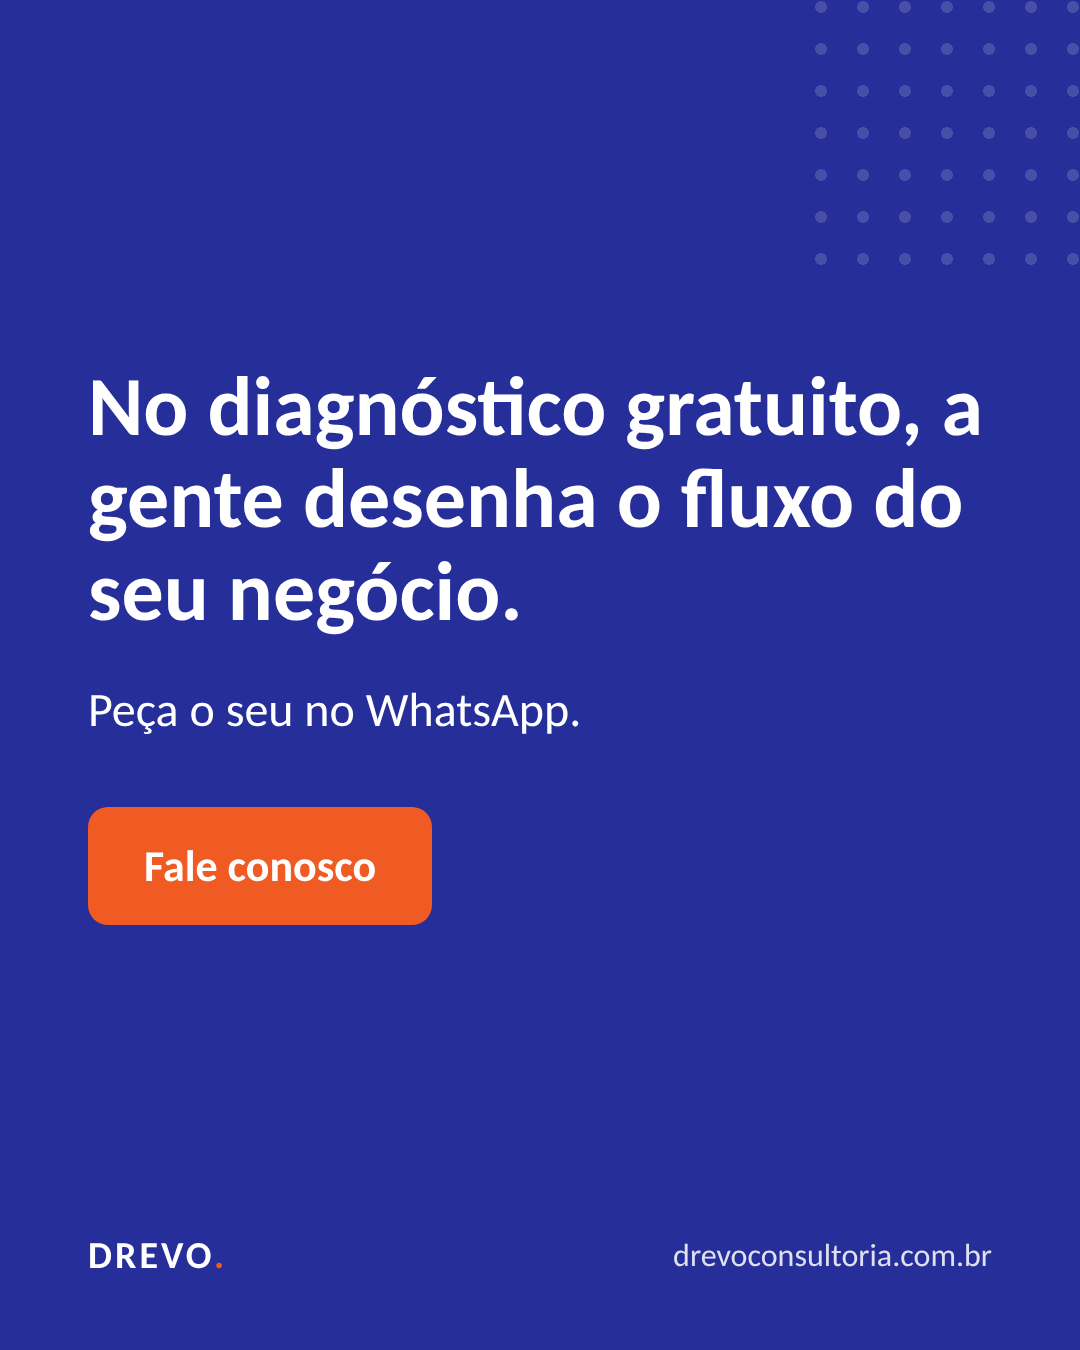 No diagnóstico gratuito, a
gente desenha o fluxo do
seu negócio.
Peça o seu no WhatsApp.
Fale conosco
DREVO.
drevoconsultoria.com.br